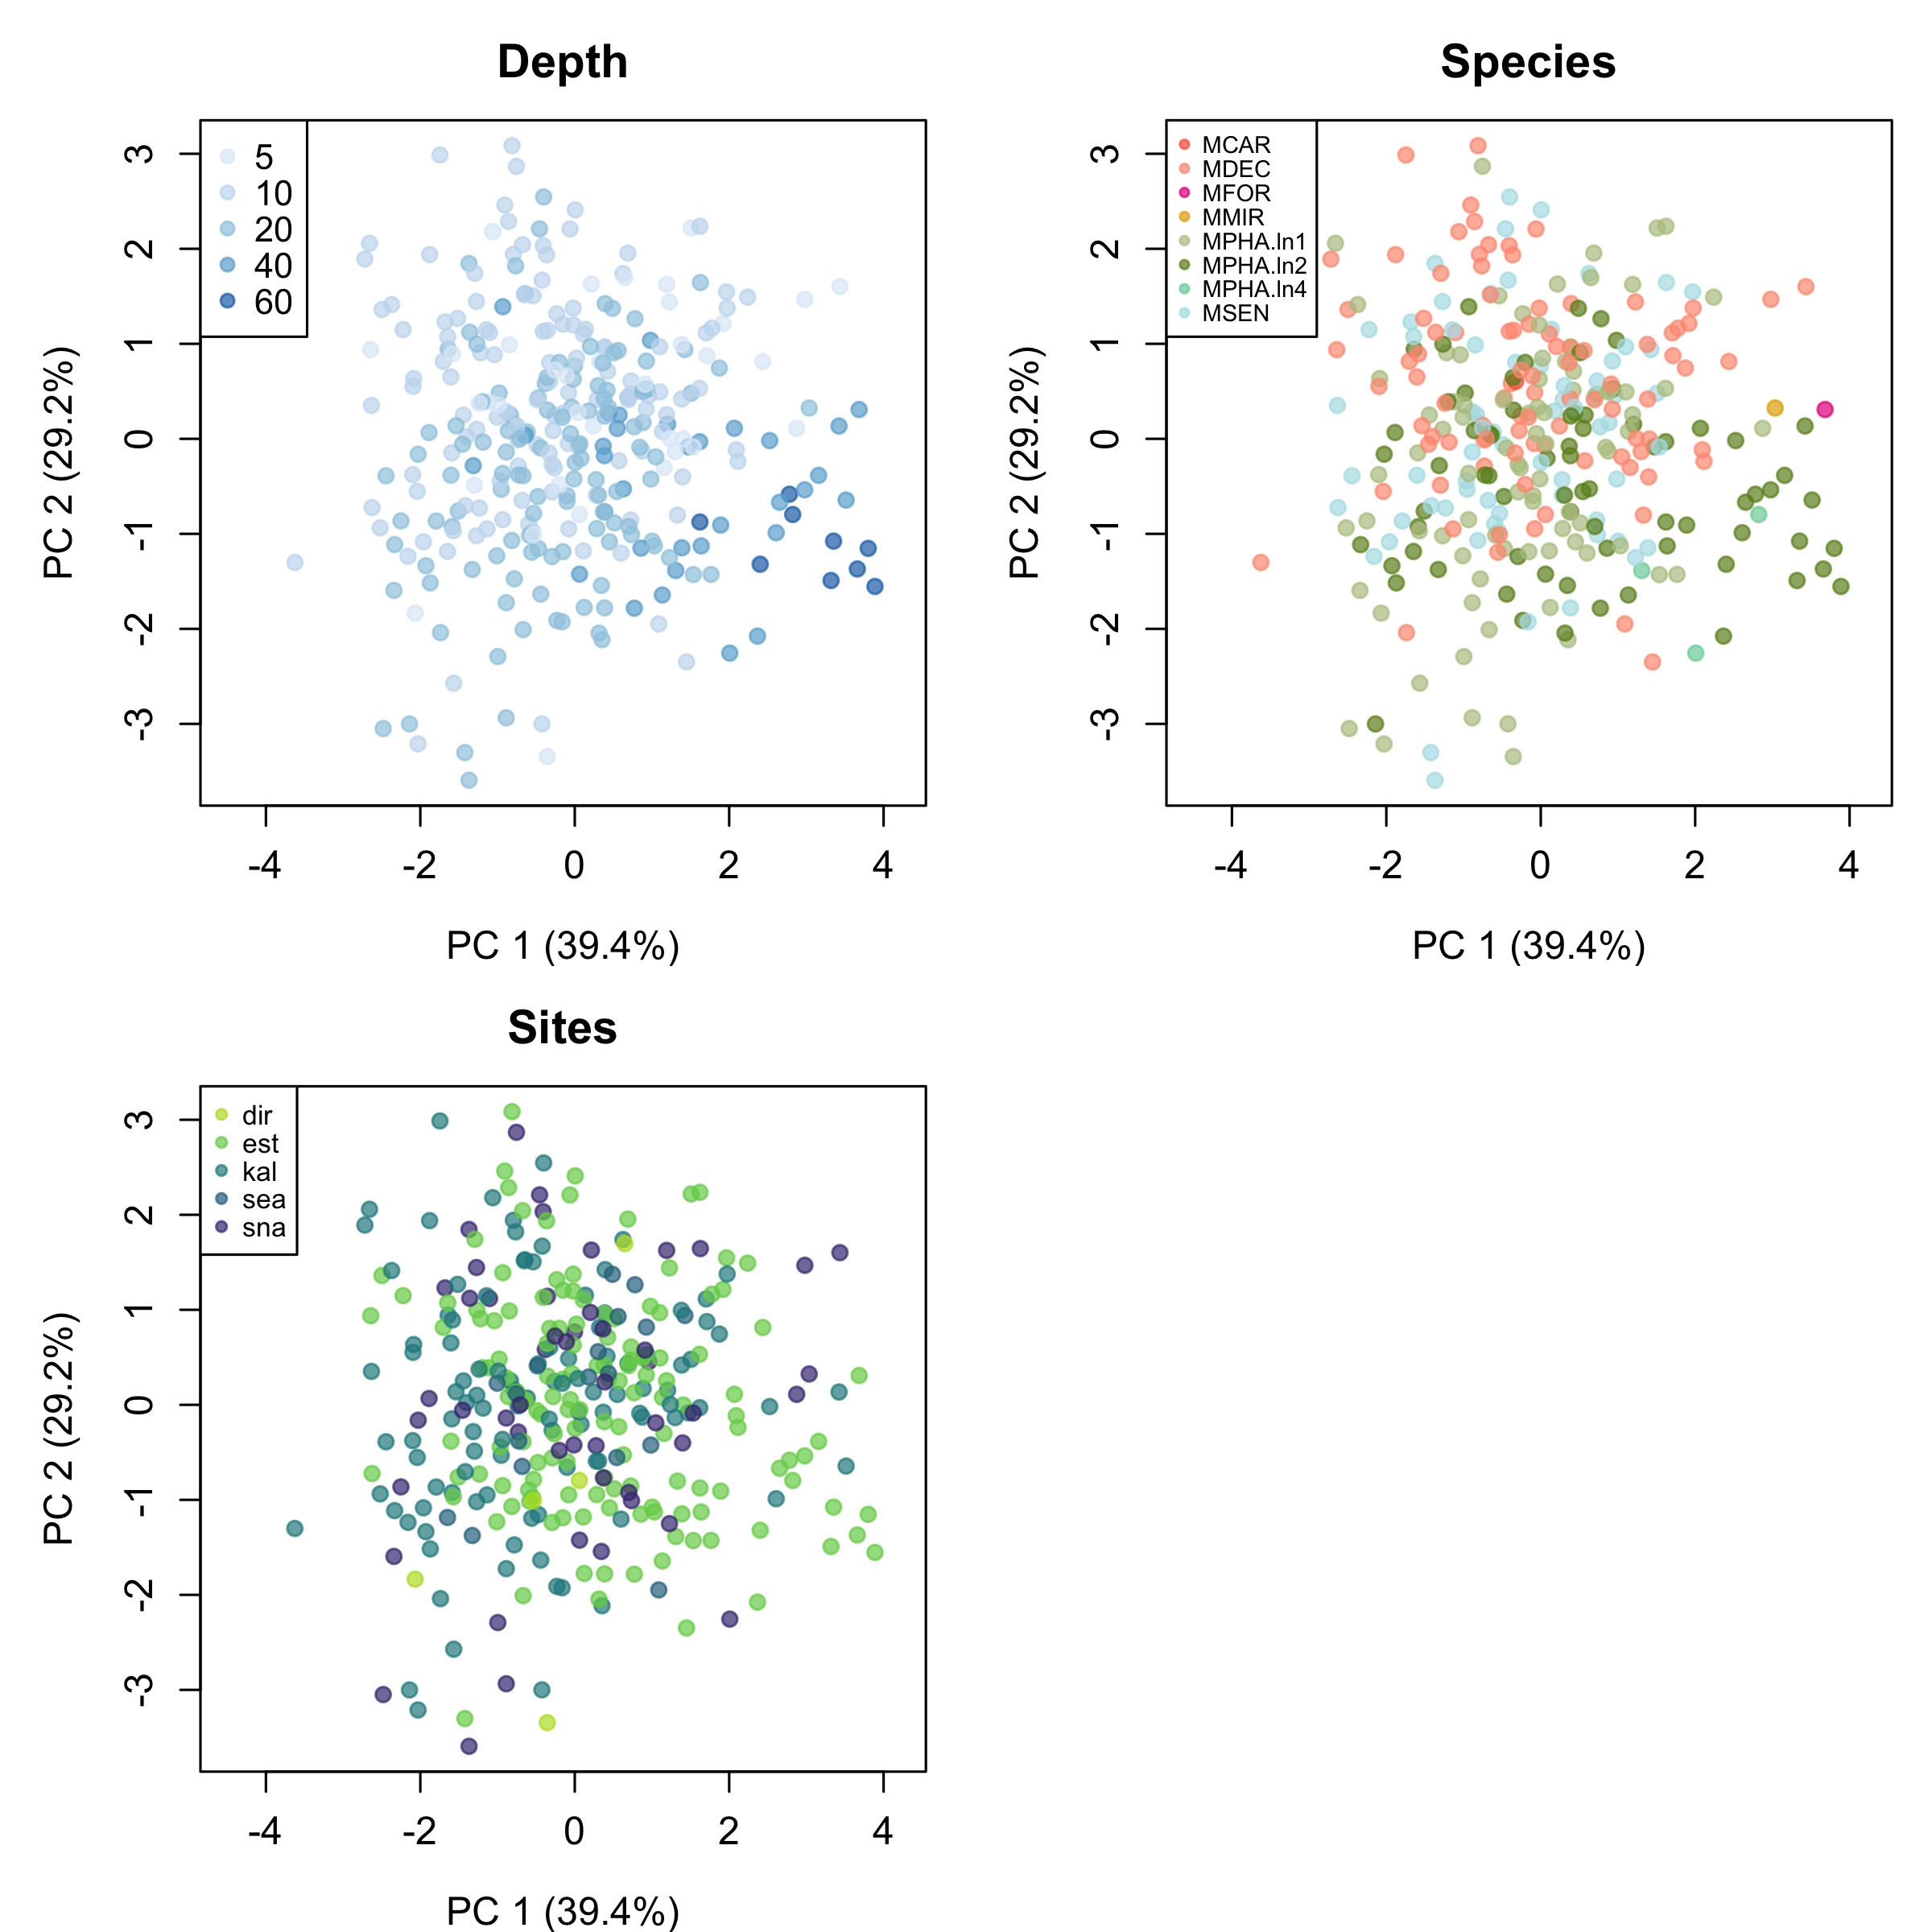 Depth
5
10
20
40
60
3
2
1
0
-1
-2
-3
PC 2 (29.2%)
-4
-2
0
2
4
PC 1 (39.4%)
Species
MCAR
MDEC
MFOR
MMIR
MPHA.ln1
MPHA.ln2
MPHA.ln4
MSEN
3
2
1
0
-1
-2
-3
PC 2 (29.2%)
-4
-2
0
2
4
PC 1 (39.4%)
Sites
dir
est
kal
sea
sna
3
2
1
0
-1
-2
-3
PC 2 (29.2%)
-4
-2
0
2
4
PC 1 (39.4%)